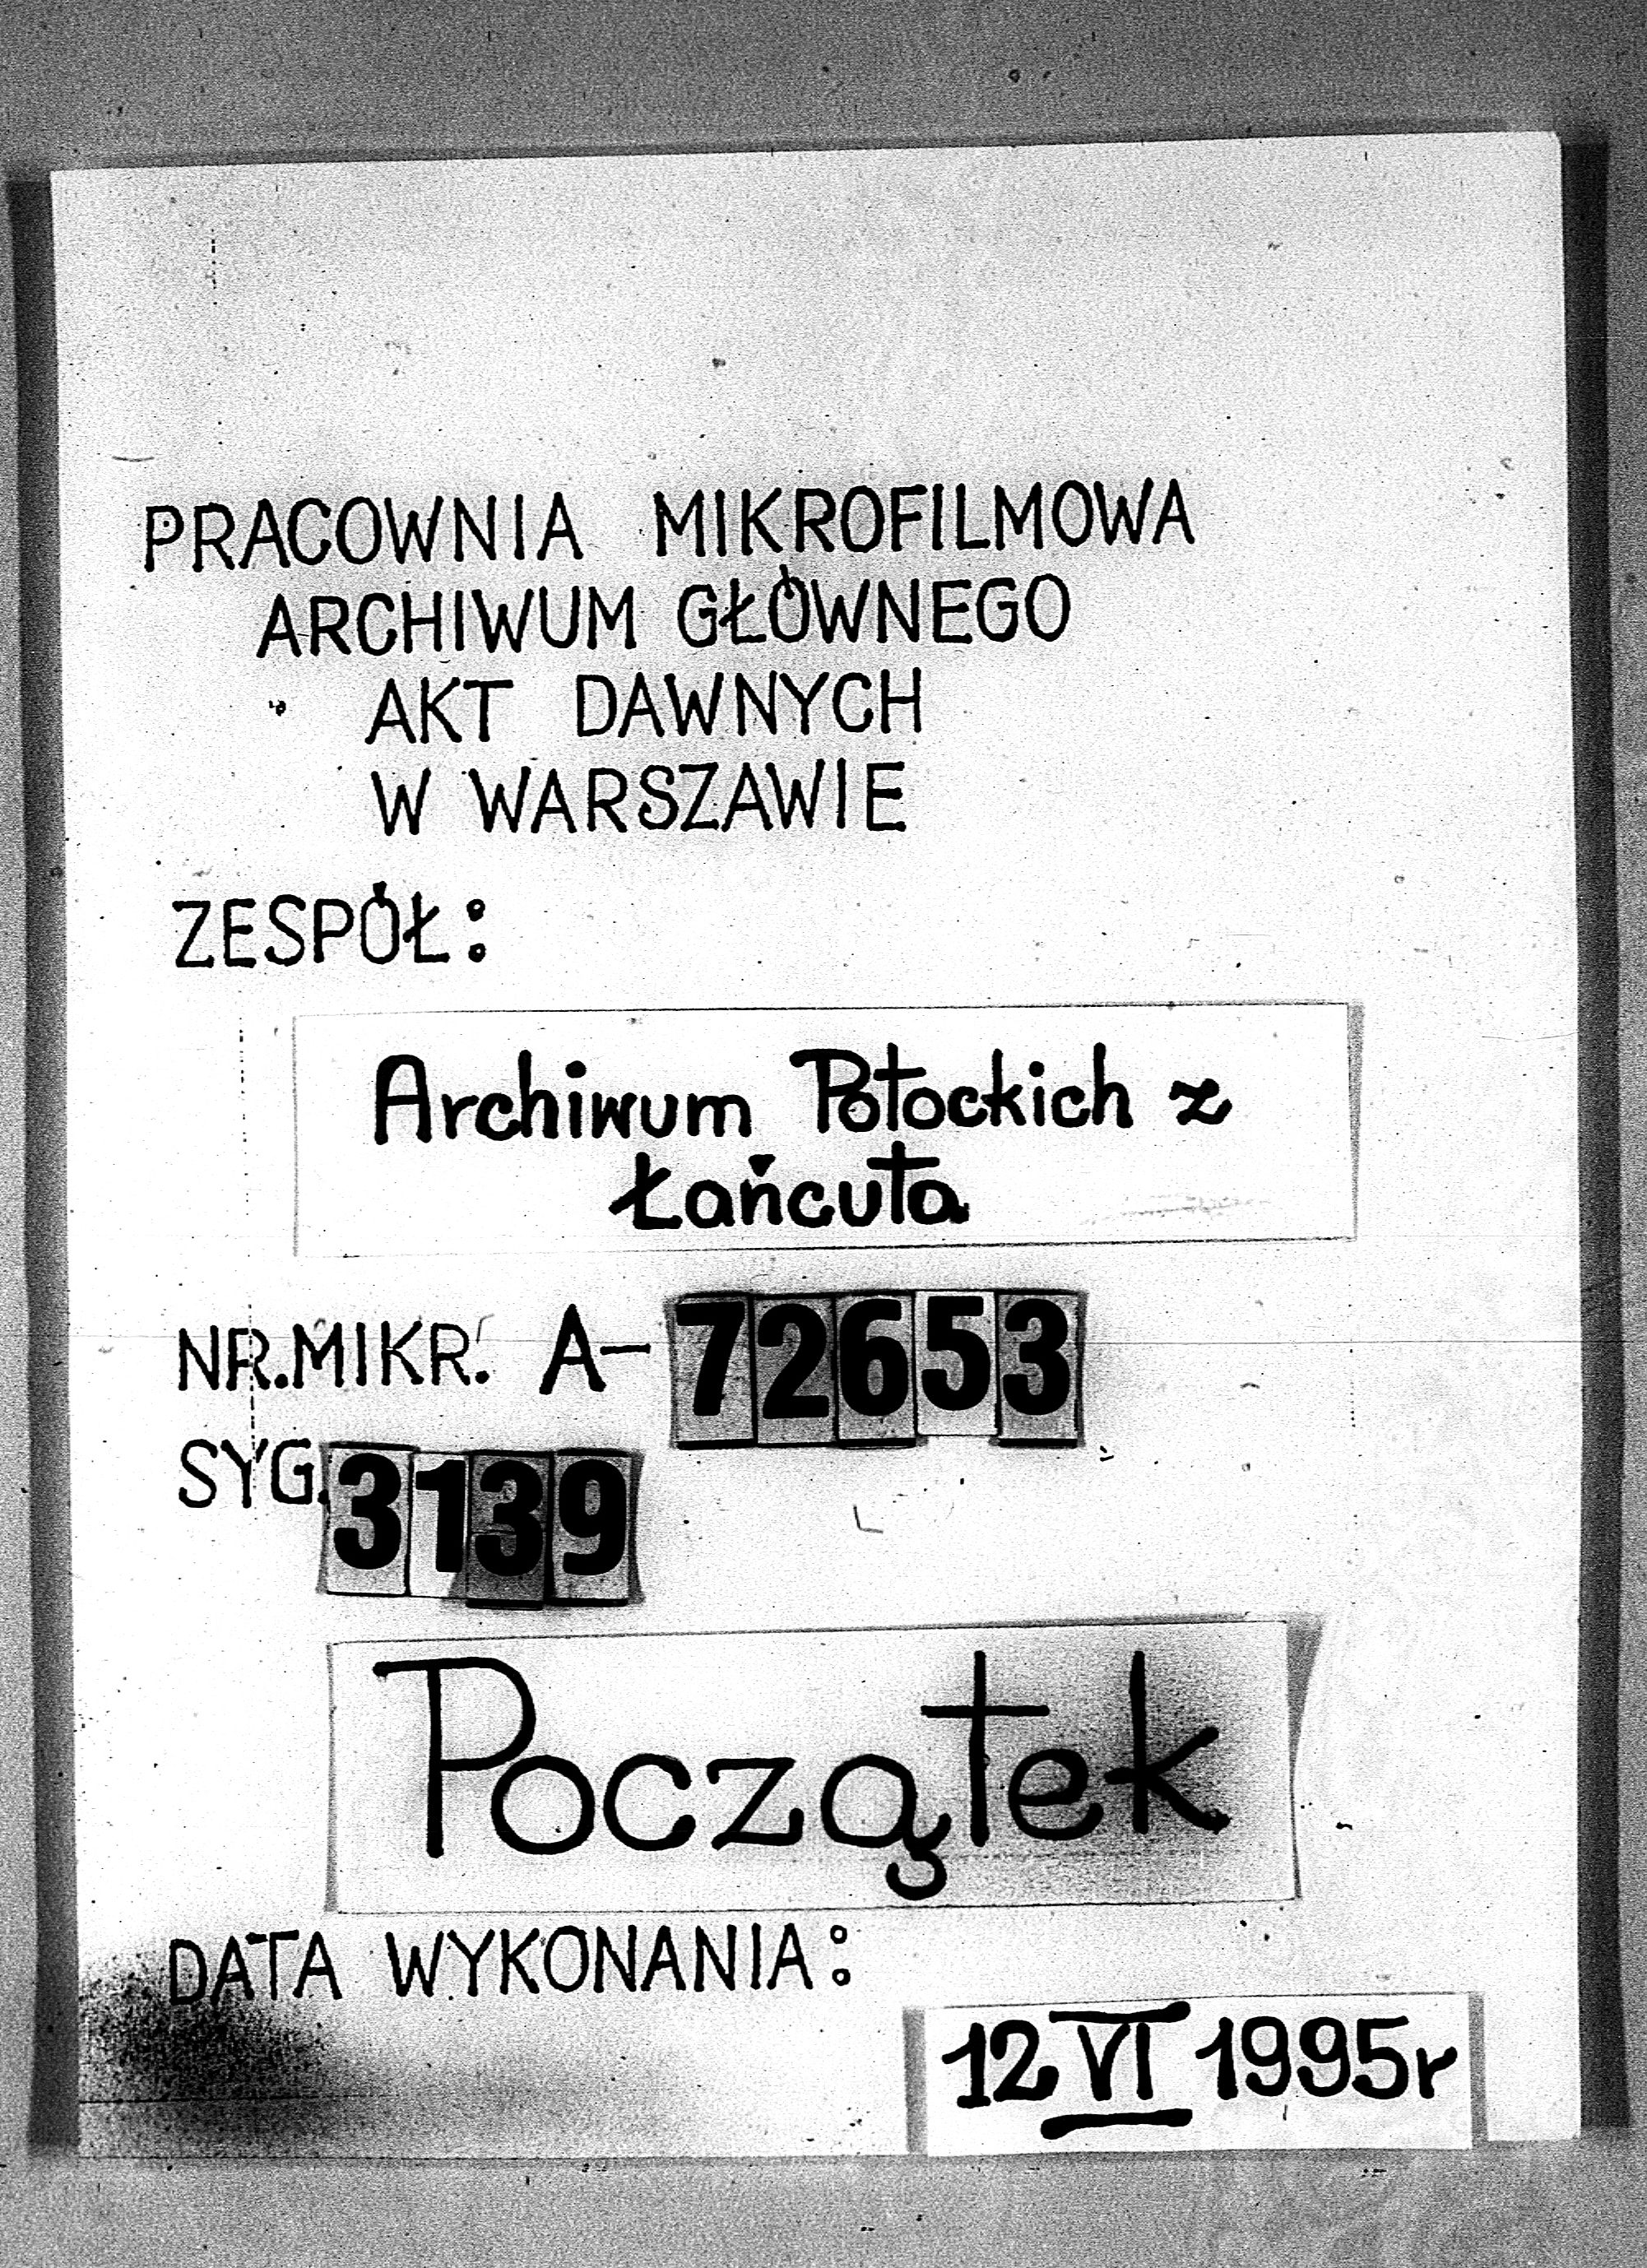 PRACOWNIA MIKROFILMOWA
ARCHIWUM GŁÓWNEGO
AKT DAWNYCH
W WARSZAWIE
ZESPÓŁ:
Archiwum Potockich z
Łańcuta
NR.MIKR. A-72653
SYG.3139
Początek
DATA WYKONANIA:
12 VI 1995r